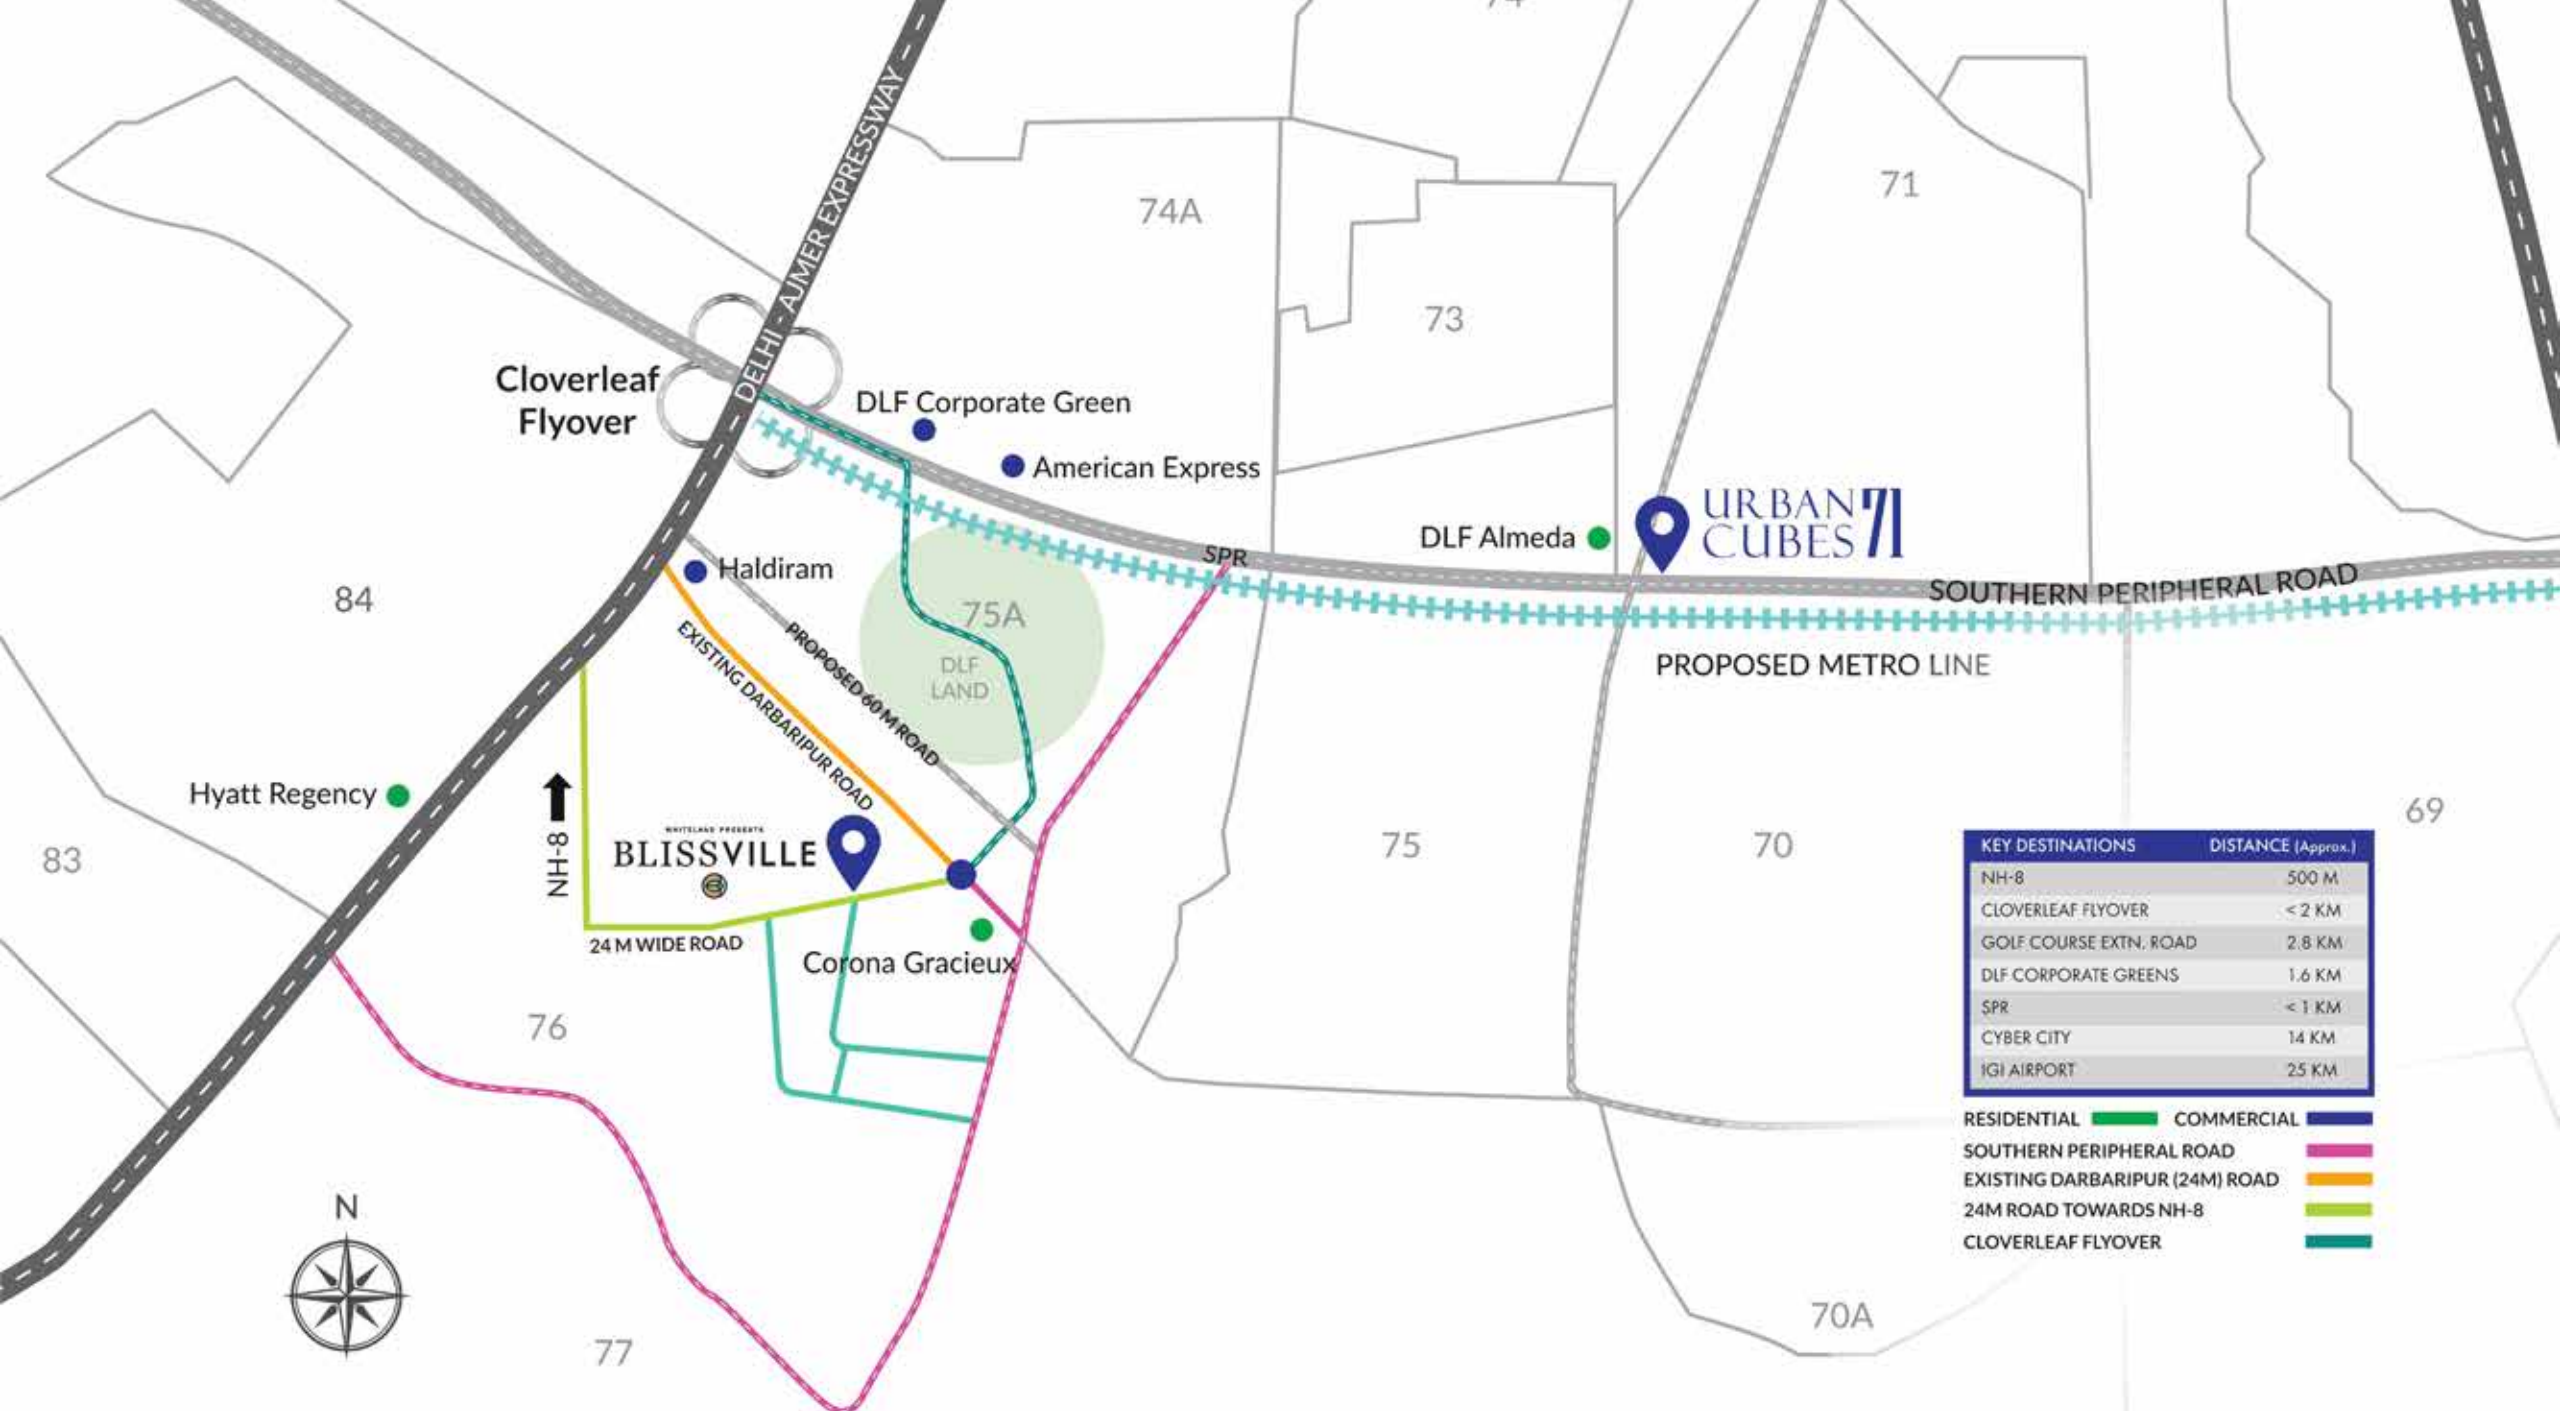 DELHI - AJMER EXPRESSWAY
74A
71
73
Cloverleaf
Flyover
DLF Corporate Green
American Express
DLF Almeda
URBAN
CUBES 71
SPR
SOUTHERN PERIPHERAL ROAD
Haldiram
84
75A
DLF
LAND
PROPOSED METRO LINE
EXISTING DARBARIPUR ROAD
PROPOSED 60 M ROAD
Hyatt Regency
83
NH-8
WHITELAND PRESENTS
BLISSVILLE
75
70
69
24 M WIDE ROAD
Corona Gracieux
76
77
70A
N
KEY DESTINATIONS DISTANCE (Approx.)
NH-8 500 M
CLOVERLEAF FLYOVER < 2 KM
GOLF COURSE EXTN. ROAD 2.8 KM
DLF CORPORATE GREENS 1.6 KM
SPR < 1 KM
CYBER CITY 14 KM
IGI AIRPORT 25 KM
RESIDENTIAL COMMERCIAL
SOUTHERN PERIPHERAL ROAD
EXISTING DARBARIPUR (24M) ROAD
24M ROAD TOWARDS NH-8
CLOVERLEAF FLYOVER